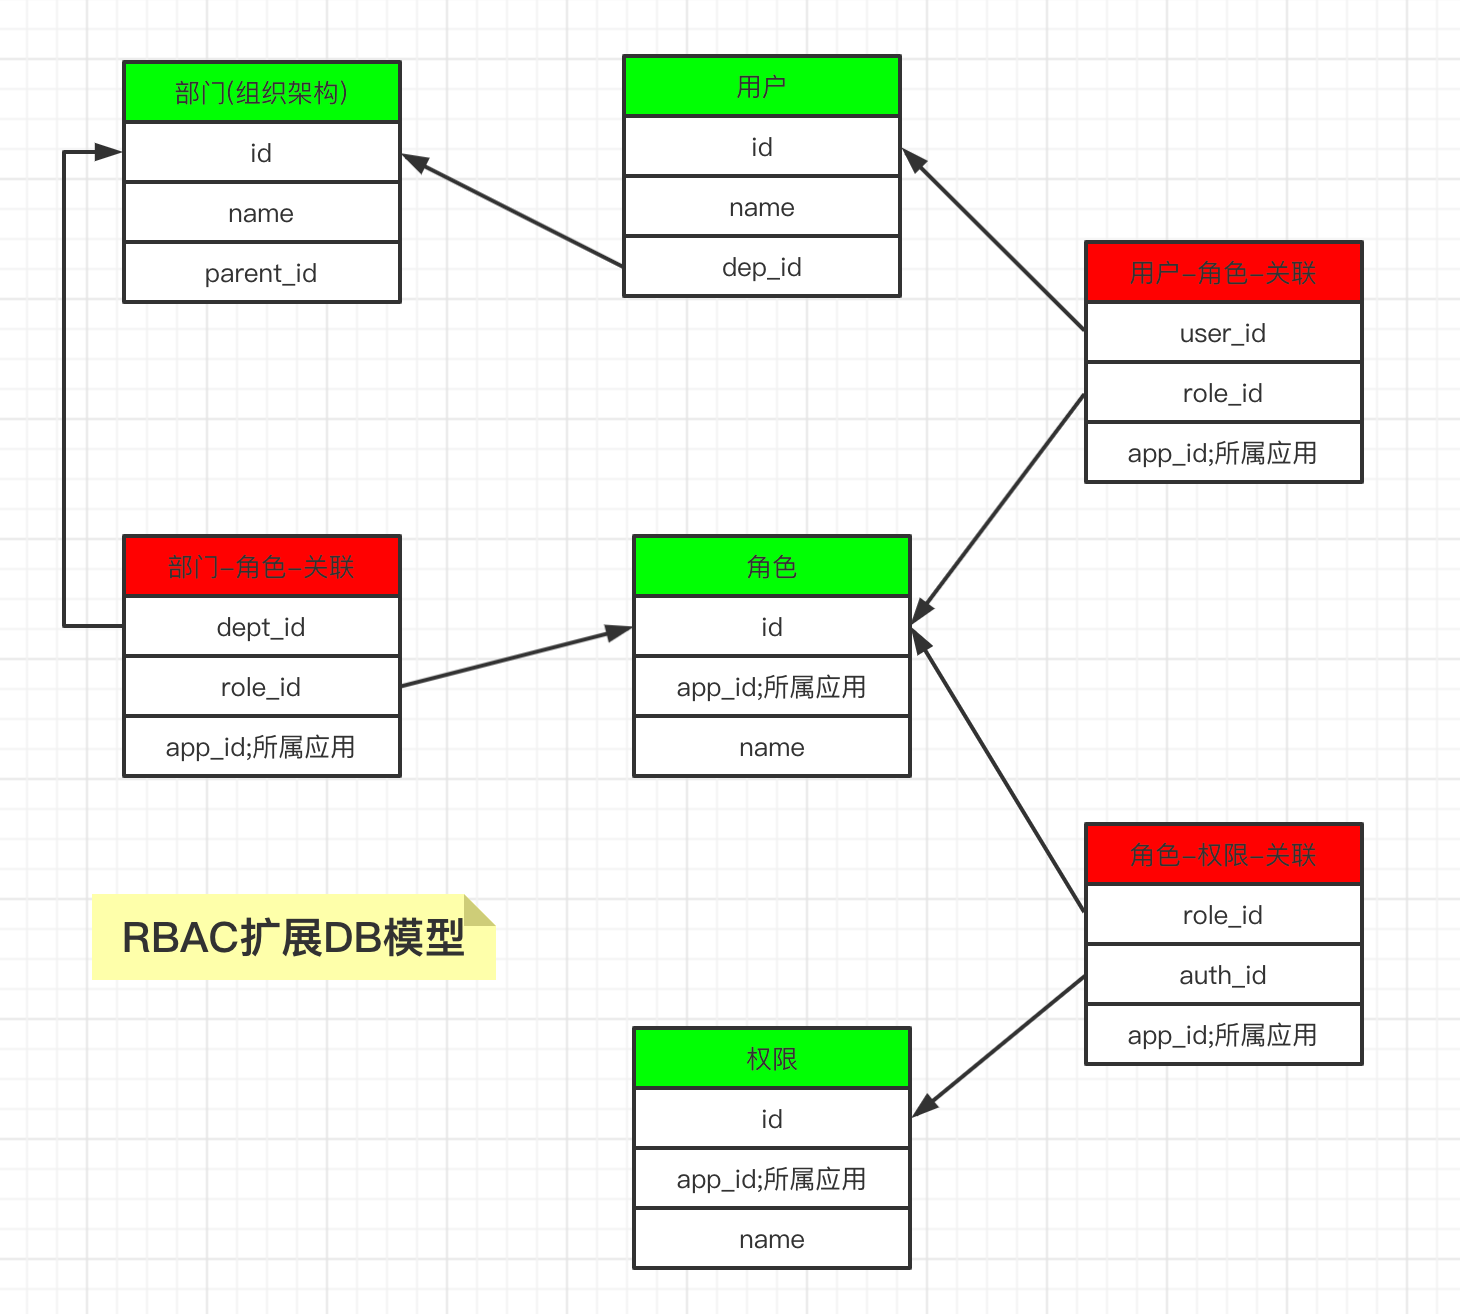 部门(组织架构)
id
name
parent_id
用户
id
name
dep_id
用户-角色-关联
user_id
role_id
app_id;所属应用
部门-角色-关联
dept_id
role_id
app_id;所属应用
角色
id
app_id;所属应用
name
角色-权限-关联
role_id
auth_id
app_id;所属应用
RBAC扩展DB模型
权限
id
app_id;所属应用
name